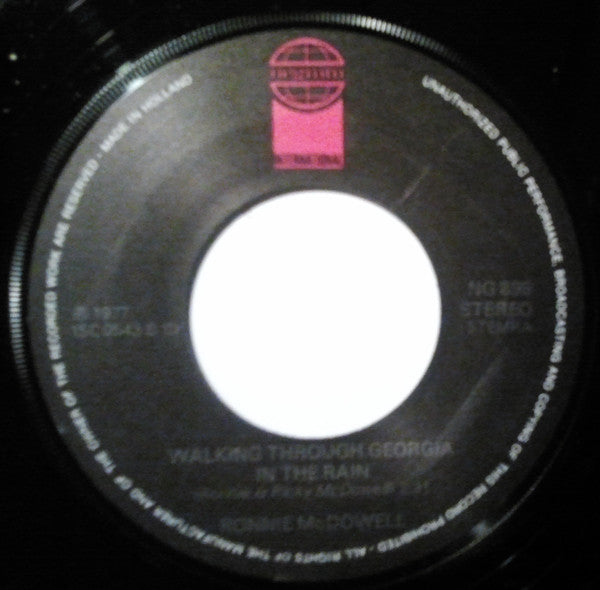 UNAUTHORIZED PUBLIC PERFORMANCE, BROADCASTING AND COPYING OF THIS RECORD PROHIBITED - ALL RIGHTS OF THE MANUFACTURER AND OF THE OWNER OF THE RECORDED WORK ARE RESERVED - MADE IN HOLLAND
℗ 1977
STEREO
STEMRA
WALKING THROUGH GEORGIA
IN THE RAIN
RONNIE McDOWELL